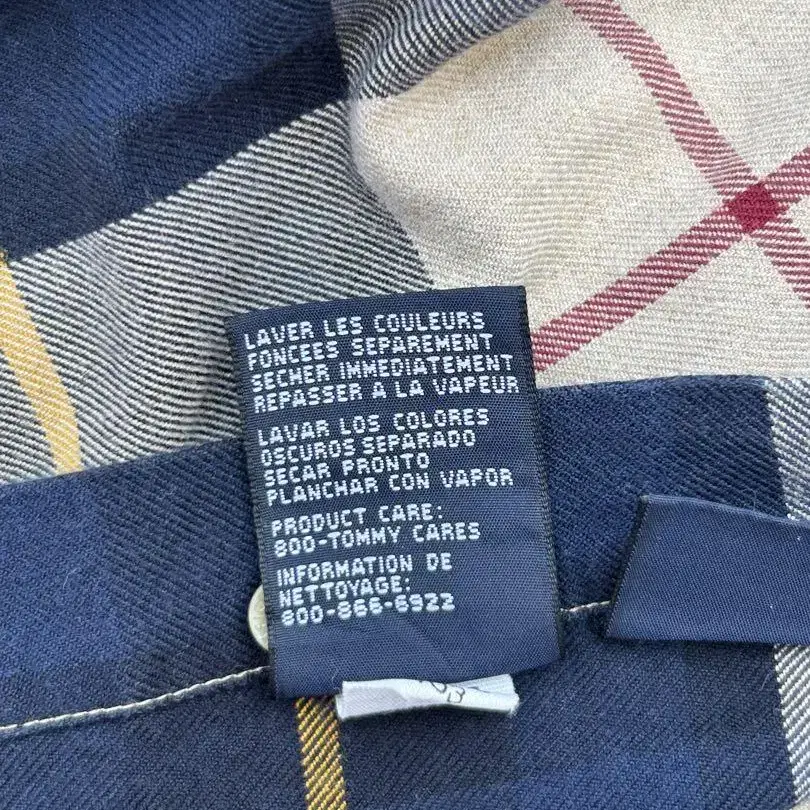 LAVER LES COULEURS
FONCEES SEPAREMENT
SECHER IMMEDIATEMENT
REPASSER A LA VAPEUR
LAVAR LOS COLORES
OSCUROS SEPARADO
SECAR PRONTO
PLANCHAR CON VAPOR
PRODUCT CARE:
800-TOMMY CARES
INFORMATION DE
NETTOYAGE:
800-866-6922